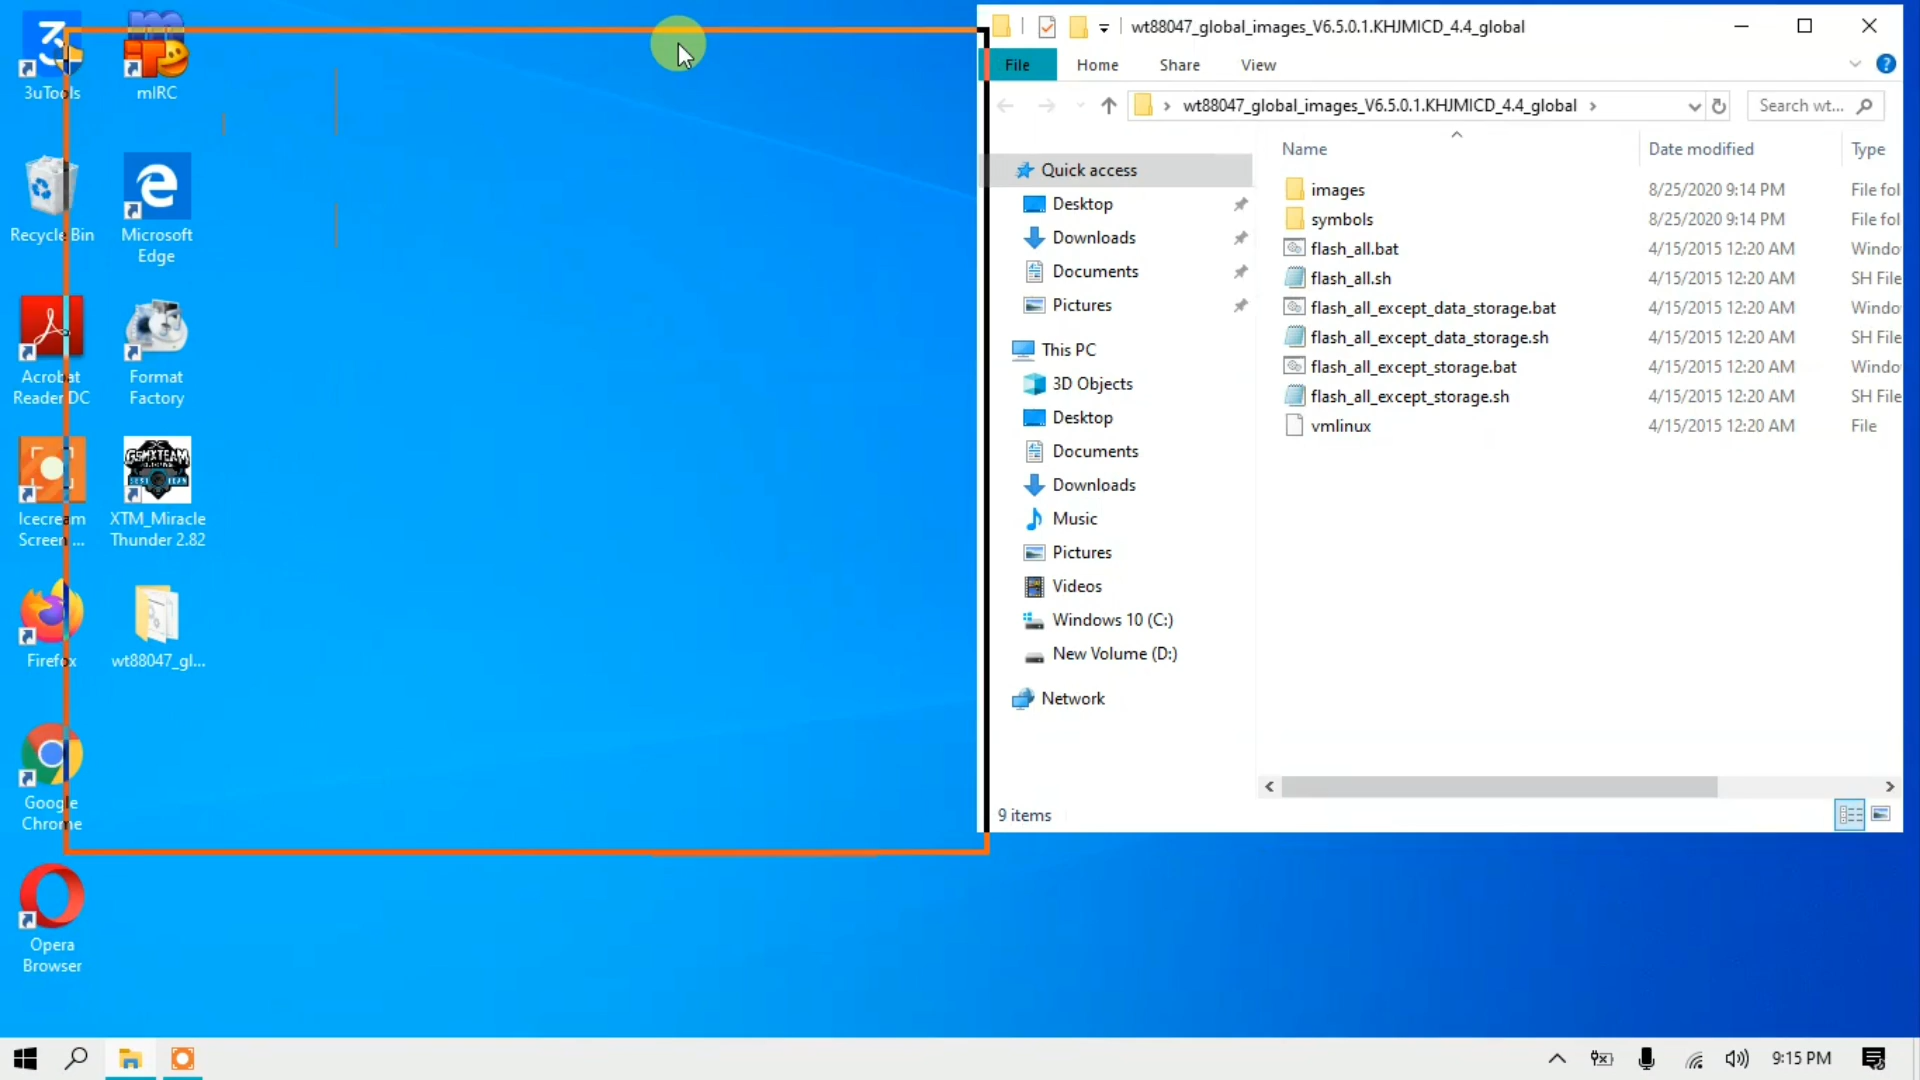 3uTools
mIRC
Recycle Bin
Microsoft
Edge
Acrobat
Reader DC
Format
Factory
Icecream
Screen ...
GSMXTEAM
XTM_Miracle
Thunder 2.82
Firefox
wt88047_gl...
Google
Chrome
Opera
Browser
wt88047_global_images_V6.5.0.1.KHJMICD_4.4_global
File
Home
Share
View
wt88047_global_images_V6.5.0.1.KHJMICD_4.4_global
Search wt...
Quick access
Desktop
Downloads
Documents
Pictures
This PC
3D Objects
Desktop
Documents
Downloads
Music
Pictures
Videos
Windows 10 (C:)
New Volume (D:)
Network
Name Date modified Type
images 8/25/2020 9:14 PM File fol
symbols 8/25/2020 9:14 PM File fol
flash_all.bat 4/15/2015 12:20 AM Windo
flash_all.sh 4/15/2015 12:20 AM SH File
flash_all_except_data_storage.bat 4/15/2015 12:20 AM Windo
flash_all_except_data_storage.sh 4/15/2015 12:20 AM SH File
flash_all_except_storage.bat 4/15/2015 12:20 AM Windo
flash_all_except_storage.sh 4/15/2015 12:20 AM SH File
vmlinux 4/15/2015 12:20 AM File
9 items
9:15 PM